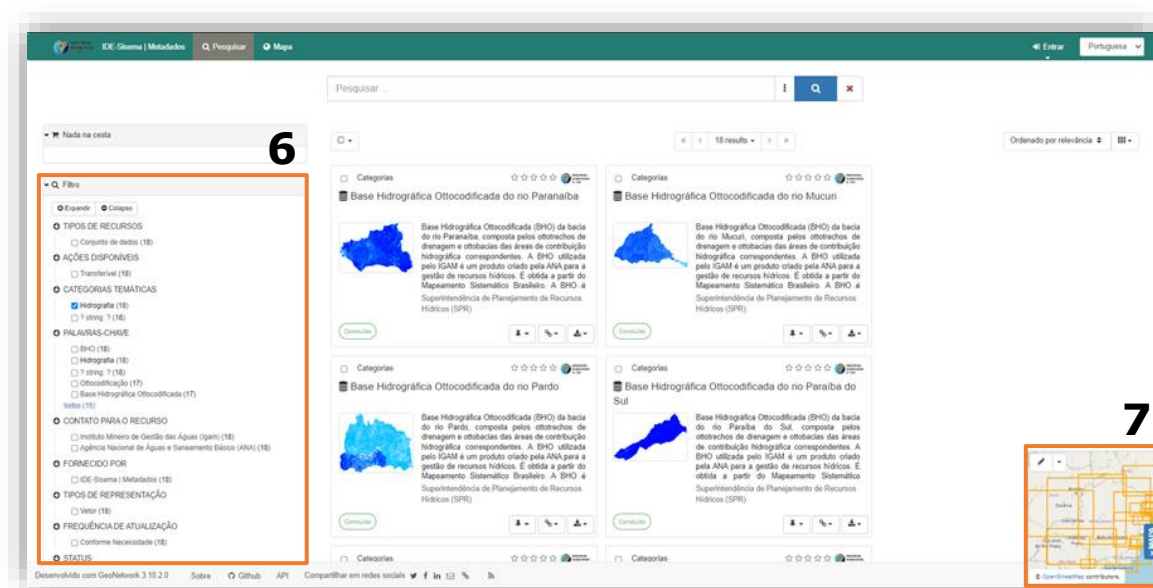 IDE-Sisema | Metadados
Pesquisar
Mapa
Entrar
Portuguesa
Pesquisar ...
Nada na cesta
6
18 results
Ordenado por relevância
Filtro
Expandir
Colapso
TIPOS DE RECURSOS
Conjunto de dados (18)
AÇÕES DISPONÍVEIS
Transferível (18)
CATEGORIAS TEMÁTICAS
Hidrografia (18)
? string: ? (18)
PALAVRAS-CHAVE
BHO (18)
Hidrografia (18)
? string: ? (18)
Ottocodificação (17)
Base Hidrográfica Ottocodificada (17)
todos (15)
CONTATO PARA O RECURSO
Instituto Mineiro de Gestão das Águas (Igam) (18)
Agência Nacional de Águas e Saneamento Básico (ANA) (18)
FORNECIDO POR
IDE-Sisema | Metadados (18)
TIPOS DE REPRESENTAÇÃO
Vetor (18)
FREQUÊNCIA DE ATUALIZAÇÃO
Conforme Necessidade (18)
STATUS
Categorias
Base Hidrográfica Ottocodificada do rio Paranaíba
Base Hidrográfica Ottocodificada (BHO) da bacia
do rio Paranaíba, composta pelos ottotrechos de
drenagem e ottobacias das áreas de contribuição
hidrográfica correspondentes. A BHO utilizada
pelo IGAM é um produto criado pela ANA para a
gestão de recursos hídricos. É obtida a partir do
Mapeamento Sistemático Brasileiro. A BHO é
Superintendência de Planejamento de Recursos
Hídricos (SPR)
Concluído
Categorias
Base Hidrográfica Ottocodificada do rio Mucuri
Base Hidrográfica Ottocodificada (BHO) da bacia
do rio Mucuri, composta pelos ottotrechos de
drenagem e ottobacias das áreas de contribuição
hidrográfica correspondentes. A BHO utilizada
pelo IGAM é um produto criado pela ANA para a
gestão de recursos hídricos. É obtida a partir do
Mapeamento Sistemático Brasileiro. A BHO é
Superintendência de Planejamento de Recursos
Hídricos (SPR)
Concluído
Categorias
Base Hidrográfica Ottocodificada do rio Pardo
Base Hidrográfica Ottocodificada (BHO) da bacia
do rio Pardo, composta pelos ottotrechos de
drenagem e ottobacias das áreas de contribuição
hidrográfica correspondentes. A BHO utilizada
pelo IGAM é um produto criado pela ANA para a
gestão de recursos hídricos. É obtida a partir do
Mapeamento Sistemático Brasileiro. A BHO é
Superintendência de Planejamento de Recursos
Hídricos (SPR)
Concluído
Categorias
Base Hidrográfica Ottocodificada do rio Paraíba do
Sul
Base Hidrográfica Ottocodificada (BHO) da bacia
do rio Paraíba do Sul, composta pelos
ottotrechos de drenagem e ottobacias das áreas
de contribuição hidrográfica correspondentes. A
BHO utilizada pelo IGAM é um produto criado
pela ANA para a gestão de recursos hídricos. É
obtida a partir do Mapeamento Sistemático
Superintendência de Planejamento de Recursos
Hídricos (SPR)
Concluído
Categorias
Categorias
7
© OpenStreetMap contributors.
Desenvolvido com GeoNetwork 3.10.2.0
Sobre
Github
API
Compartilhar em redes sociais